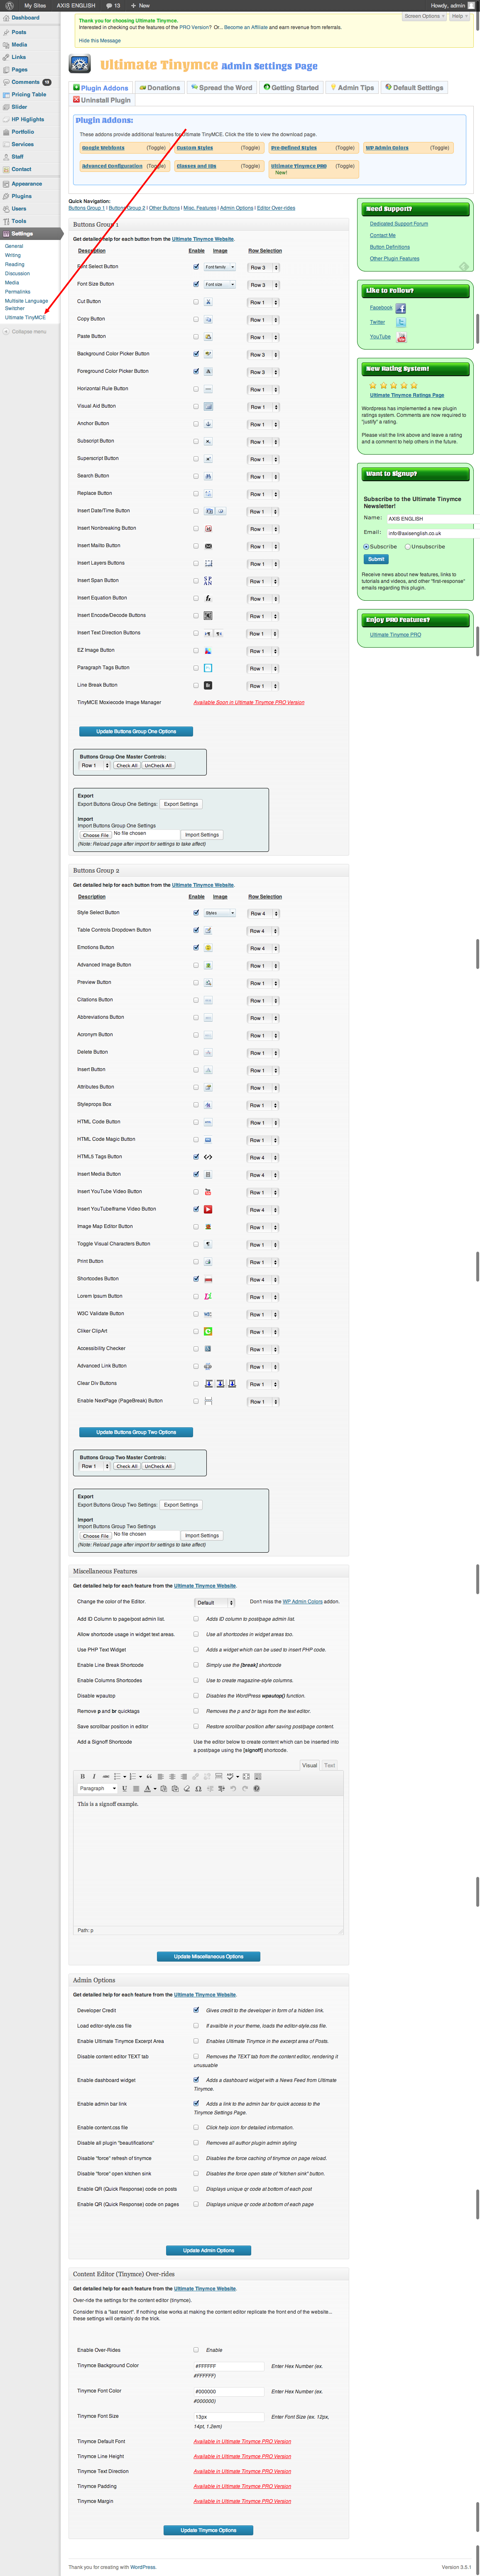 My Sites AXIS ENGLISH 13 + New Howdy, admin
Screen Options Help
Dashboard
Posts
Media
Links
Pages
Comments
Pricing Table
Slider
HP Highlights
Portfolio
Services
Staff
Contact
Appearance
Plugins
Users
Tools
Settings
General
Writing
Reading
Discussion
Media
Permalinks
Multisite Language
Switcher
Ultimate TinyMCE
Collapse menu
Thank you for choosing Ultimate Tinymce.
Interested in checking out the features of the PRO Version? Or... Become an Affiliate and earn revenue from referrals.
Hide this Message
Ultimate Tinymce Admin Settings Page
Plugin Addons Donations Spread the Word Getting Started Admin Tips Default Settings
Uninstall Plugin
Plugin Addons:
These addons provide additional features for Ultimate TinyMCE. Click the title to view the download page.
Google Webfonts (Toggle) Custom Styles (Toggle) Pre-Defined Styles (Toggle) WP Admin Colors (Toggle)
Advanced Configuration (Toggle) Classes and IDs (Toggle) Ultimate Tinymce PRO (Toggle)
New!
Quick Navigation:
Buttons Group 1 | Buttons Group 2 | Other Buttons | Misc. Features | Admin Options | Editor Over-rides
Buttons Group 1
Get detailed help for each button from the Ultimate Tinymce Website.
Description Enable Image Row Selection
Font Select Button Font family Row 3
Font Size Button Font size Row 3
Cut Button Row 1
Copy Button Row 1
Paste Button Row 1
Background Color Picker Button Row 3
Foreground Color Picker Button Row 3
Horizontal Rule Button Row 1
Visual Aid Button Row 1
Anchor Button Row 1
Subscript Button Row 1
Superscript Button Row 1
Search Button Row 1
Replace Button Row 1
Insert Date/Time Button Row 1
Insert Nonbreaking Button Row 1
Insert Mailto Button Row 1
Insert Layers Buttons Row 1
Insert Span Button SPAN Row 1
Insert Equation Button Row 1
Insert Encode/Decode Buttons Row 1
Insert Text Direction Buttons Row 1
EZ Image Button Row 1
Paragraph Tags Button Row 1
Line Break Button Row 1
TinyMCE Moxiecode Image Manager Available Soon in Ultimate Tinymce PRO Version
Update Buttons Group One Options
Buttons Group One Master Controls:
Row 1 Check All UnCheck All
Export
Export Buttons Group One Settings: Export Settings
Import
Import Buttons Group One Settings
Choose File No file chosen Import Settings
(Note: Reload page after import for settings to take affect)
Need Support?
Dedicated Support Forum
Contact Me
Button Definitions
Other Plugin Features
Like to Follow?
Facebook
Twitter
YouTube
New Rating System!
Ultimate Tinymce Ratings Page
Wordpress has implemented a new plugin
ratings system. Comments are now required to
"justify" a rating.
Please visit the link above and leave a rating
and a comment to help others in the future.
Want to Signup?
Subscribe to the Ultimate Tinymce
Newsletter!
Name: AXIS ENGLISH
Email: info@axisenglish.co.uk
Subscribe Unsubscribe
Submit
Receive news about new features, links to
tutorials and videos, and other "first-response"
emails regarding this plugin.
Enjoy PRO Features?
Ultimate Tinymce PRO
Buttons Group 2
Get detailed help for each button from the Ultimate Tinymce Website.
Description Enable Image Row Selection
Style Select Button Styles Row 4
Table Controls Dropdown Button Row 4
Emotions Button Row 4
Advanced Image Button Row 1
Preview Button Row 1
Citations Button Row 1
Abbreviations Button Row 1
Acronym Button Row 1
Delete Button Row 1
Insert Button Row 1
Attributes Button Row 1
Styleprops Box Row 1
HTML Code Button Row 1
HTML Code Magic Button Row 1
HTML5 Tags Button Row 4
Insert Media Button Row 4
Insert YouTube Video Button Row 1
Insert YouTubeIframe Video Button Row 4
Image Map Editor Button Row 1
Toggle Visual Characters Button Row 1
Print Button Row 1
Shortcodes Button Row 4
Lorem Ipsum Button Row 1
W3C Validate Button Row 1
Cliker ClipArt Row 1
Accessibility Checker Row 1
Advanced Link Button Row 1
Clear Div Buttons Row 1
Enable NextPage (PageBreak) Button Row 1
Update Buttons Group Two Options
Buttons Group Two Master Controls:
Row 1 Check All UnCheck All
Export
Export Buttons Group Two Settings: Export Settings
Import
Import Buttons Group Two Settings
Choose File No file chosen Import Settings
(Note: Reload page after import for settings to take affect)
Miscellaneous Features
Get detailed help for each feature from the Ultimate Tinymce Website.
Change the color of the Editor. Default Don't miss the WP Admin Colors addon.
Add ID Column to page/post admin list. Adds ID column to post/page admin list.
Allow shortcode usage in widget text areas. Use all shortcodes in widget areas too.
Use PHP Text Widget Adds a widget which can be used to insert PHP code.
Enable Line Break Shortcode Simply use the [break] shortcode
Enable Columns Shortcodes Use to create magazine-style columns.
Disable wpautop Disables the WordPress wpautop() function.
Remove p and br quicktags Removes the p and br tags from the text editor.
Save scrollbar position in editor Restores scrollbar position after saving post/page content.
Add a Signoff Shortcode Use the editor below to create content which can be inserted into
a post/page using the [signoff] shortcode.
Visual Text
Paragraph
This is a signoff example.
Path: p
Update Miscellaneous Options
Admin Options
Get detailed help for each feature from the Ultimate Tinymce Website.
Developer Credit Gives credit to the developer in form of a hidden link.
Load editor-style.css file If available in your theme, loads the editor-style.css file.
Enable Ultimate Tinymce Excerpt Area Enables Ultimate Tinymce in the excerpt area of Posts.
Disable content editor TEXT tab Removes the TEXT tab from the content editor, rendering it
unusuable
Enable dashboard widget Adds a dashboard widget with a News Feed from Ultimate
Tinymce.
Enable admin bar link Adds a link to the admin bar for quick access to the
Tinymce Settings Page.
Enable content.css file Click help icon for detailed information.
Disable all plugin "beautifications" Removes all author plugin admin styling
Disable "force" refresh of tinymce Disables the force caching of tinymce on page reload.
Disable "force" open kitchen sink Disables the force open state of "kitchen sink" button.
Enable QR (Quick Response) code on posts Displays unique qr code at bottom of each post
Enable QR (Quick Response) code on pages Displays unique qr code at bottom of each page
Update Admin Options
Content Editor (Tinymce) Over-rides
Get detailed help for each feature from the Ultimate Tinymce Website.
Over-ride the settings for the content editor (tinymce).
Consider this a "last resort". If nothing else works at making the content editor replicate the front end of the website...
these settings will certainly do the trick.
Enable Over-Rides Enable
Tinymce Background Color #FFFFFF Enter Hex Number (ex.
#FFFFFF)
Tinymce Font Color #000000 Enter Hex Number (ex.
#000000)
Tinymce Font Size 13px Enter Font Size (ex. 12px,
14pt, 1.2em)
Tinymce Default Font Available in Ultimate Tinymce PRO Version
Tinymce Line Height Available in Ultimate Tinymce PRO Version
Tinymce Text Direction Available in Ultimate Tinymce PRO Version
Tinymce Padding Available in Ultimate Tinymce PRO Version
Tinymce Margin Available in Ultimate Tinymce PRO Version
Update Tinymce Options
Thank you for creating with WordPress. Version 3.5.1